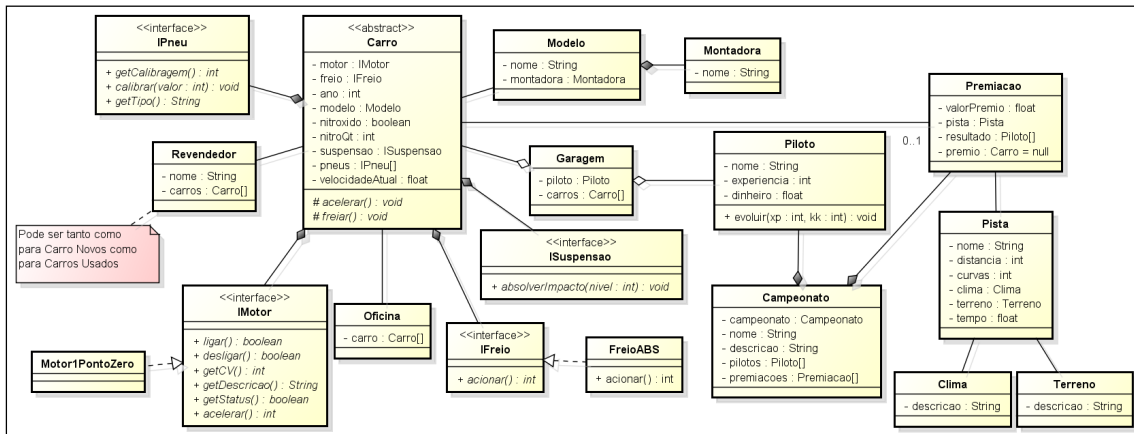 <<interface>>
IPneu
+ getCalibragem() : int
+ calibrar(valor : int) : void
+ getTipo() : String
<<abstract>>
Carro
- motor : IMotor
- freio : IFreio
- ano : int
- modelo : Modelo
- nitroxido : boolean
- nitroQt : int
- suspensao : ISuspensao
- pneus : IPneu[]
- velocidadeAtual : float
# acelerar() : void
# freiar() : void
Modelo
- nome : String
- montadora : Montadora
Montadora
- nome : String
Premiacao
- valorPremio : float
- pista : Pista
- resultado : Piloto[]
- premio : Carro = null
0..1
Revendedor
- nome : String
- carros : Carro[]
Pode ser tanto como
para Carro Novos como
para Carros Usados
Garagem
- piloto : Piloto
- carros : Carro[]
Piloto
- nome : String
- experiencia : int
- dinheiro : float
+ evoluir(xp : int, kk : int) : void
Pista
- nome : String
- distancia : int
- curvas : int
- clima : Clima
- terreno : Terreno
- tempo : float
<<interface>>
ISuspensao
+ absolverImpacto(nivel : int) : void
<<interface>>
IMotor
+ ligar() : boolean
+ desligar() : boolean
+ getCV() : int
+ getDescricao() : String
+ getStatus() : boolean
+ acelerar() : int
Motor1PontoZero
Oficina
- carro : Carro[]
<<interface>>
IFreio
+ acionar() : int
FreioABS
+ acionar() : int
Campeonato
- campeonato : Campeonato
- nome : String
- descricao : String
- pilotos : Piloto[]
- premiacoes : Premiacao[]
Clima
- descricao : String
Terreno
- descricao : String